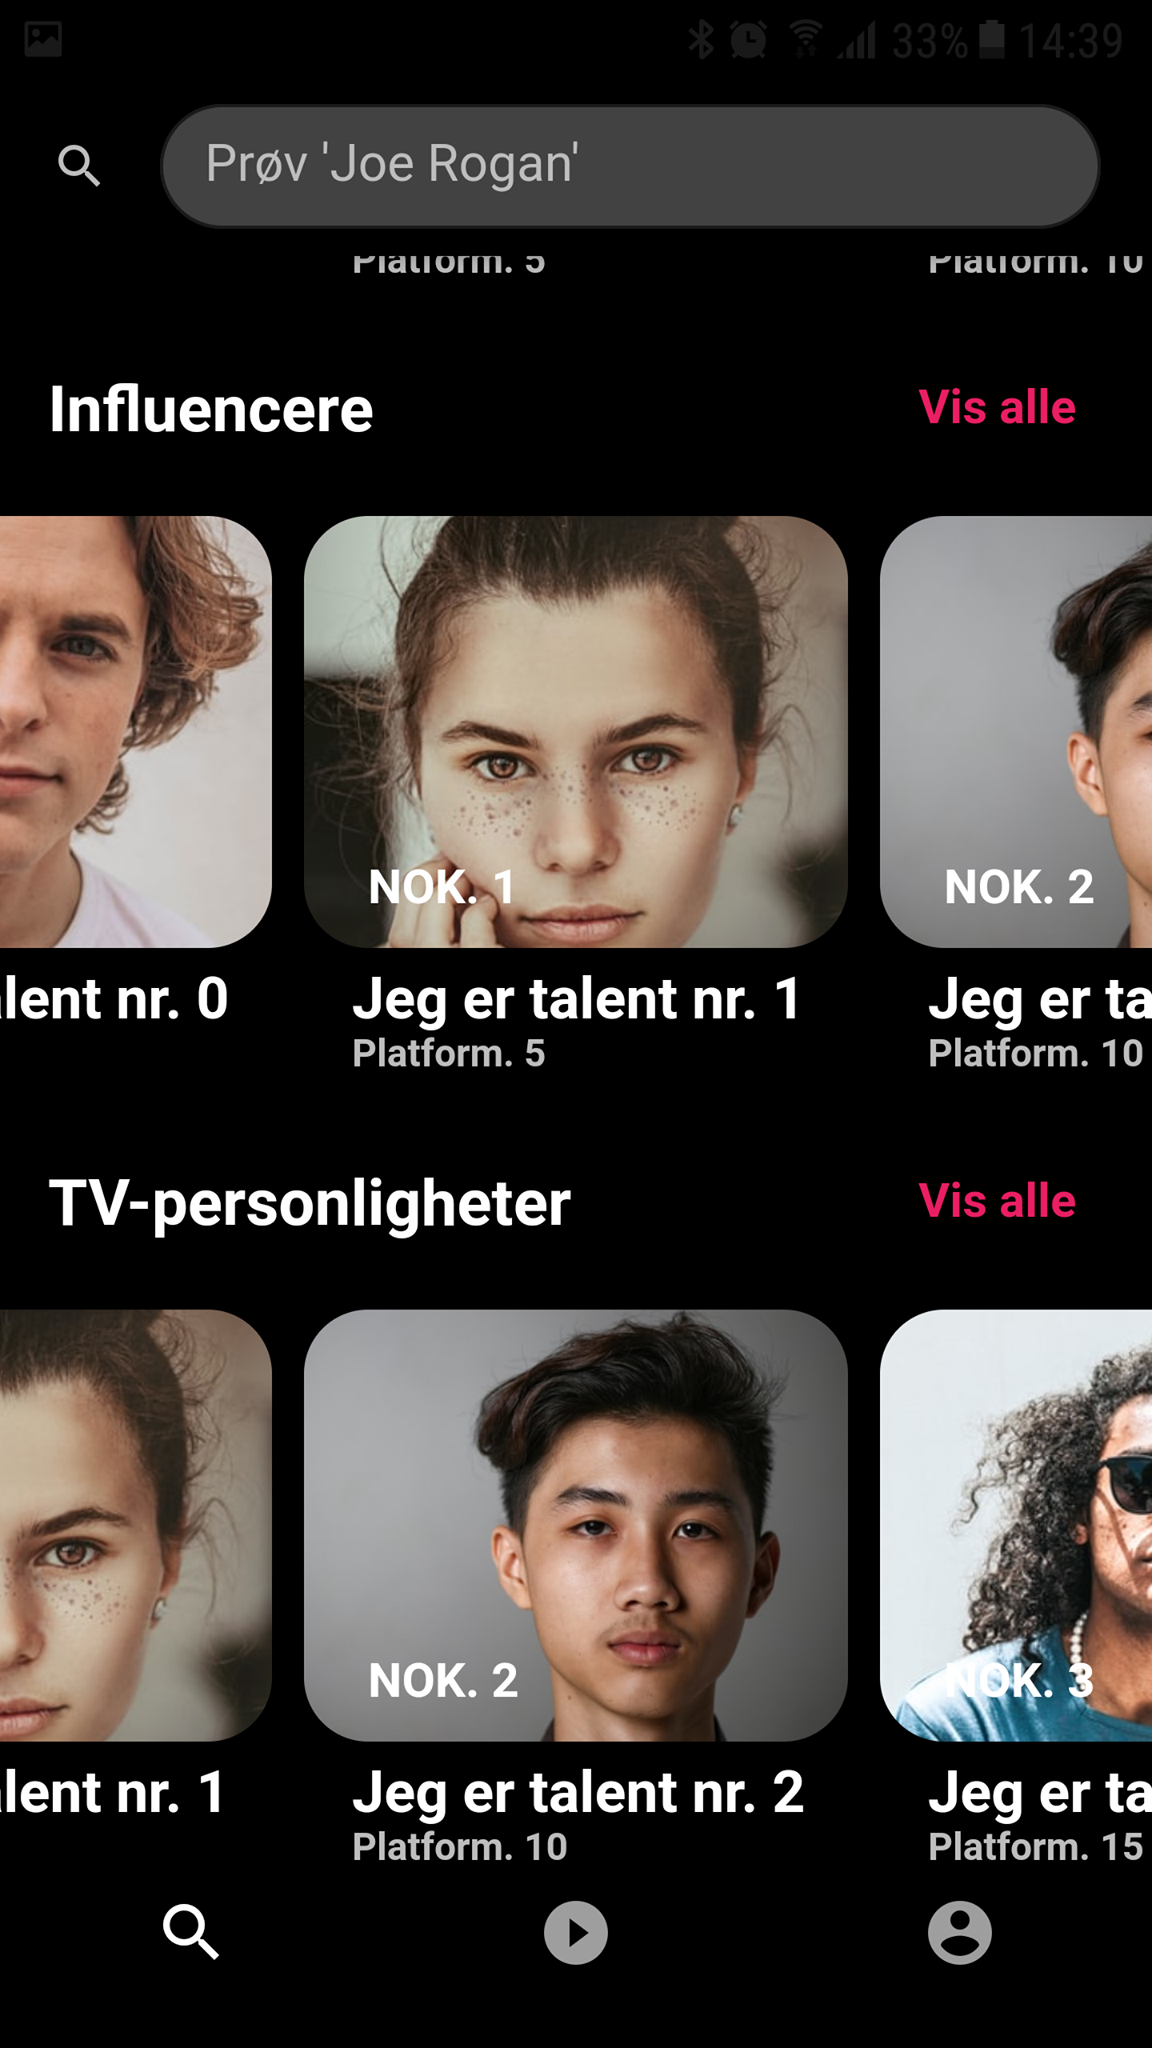 33% 14:39
Prøv 'Joe Rogan'
Platform. 5 Platform. 10
Influencere Vis alle
NOK. 1 NOK. 2
alent nr. 0 Jeg er talent nr. 1 Jeg er ta
Platform. 5 Platform. 10
TV-personligheter Vis alle
NOK. 2 NOK. 3
alent nr. 1 Jeg er talent nr. 2 Jeg er ta
Platform. 10 Platform. 15